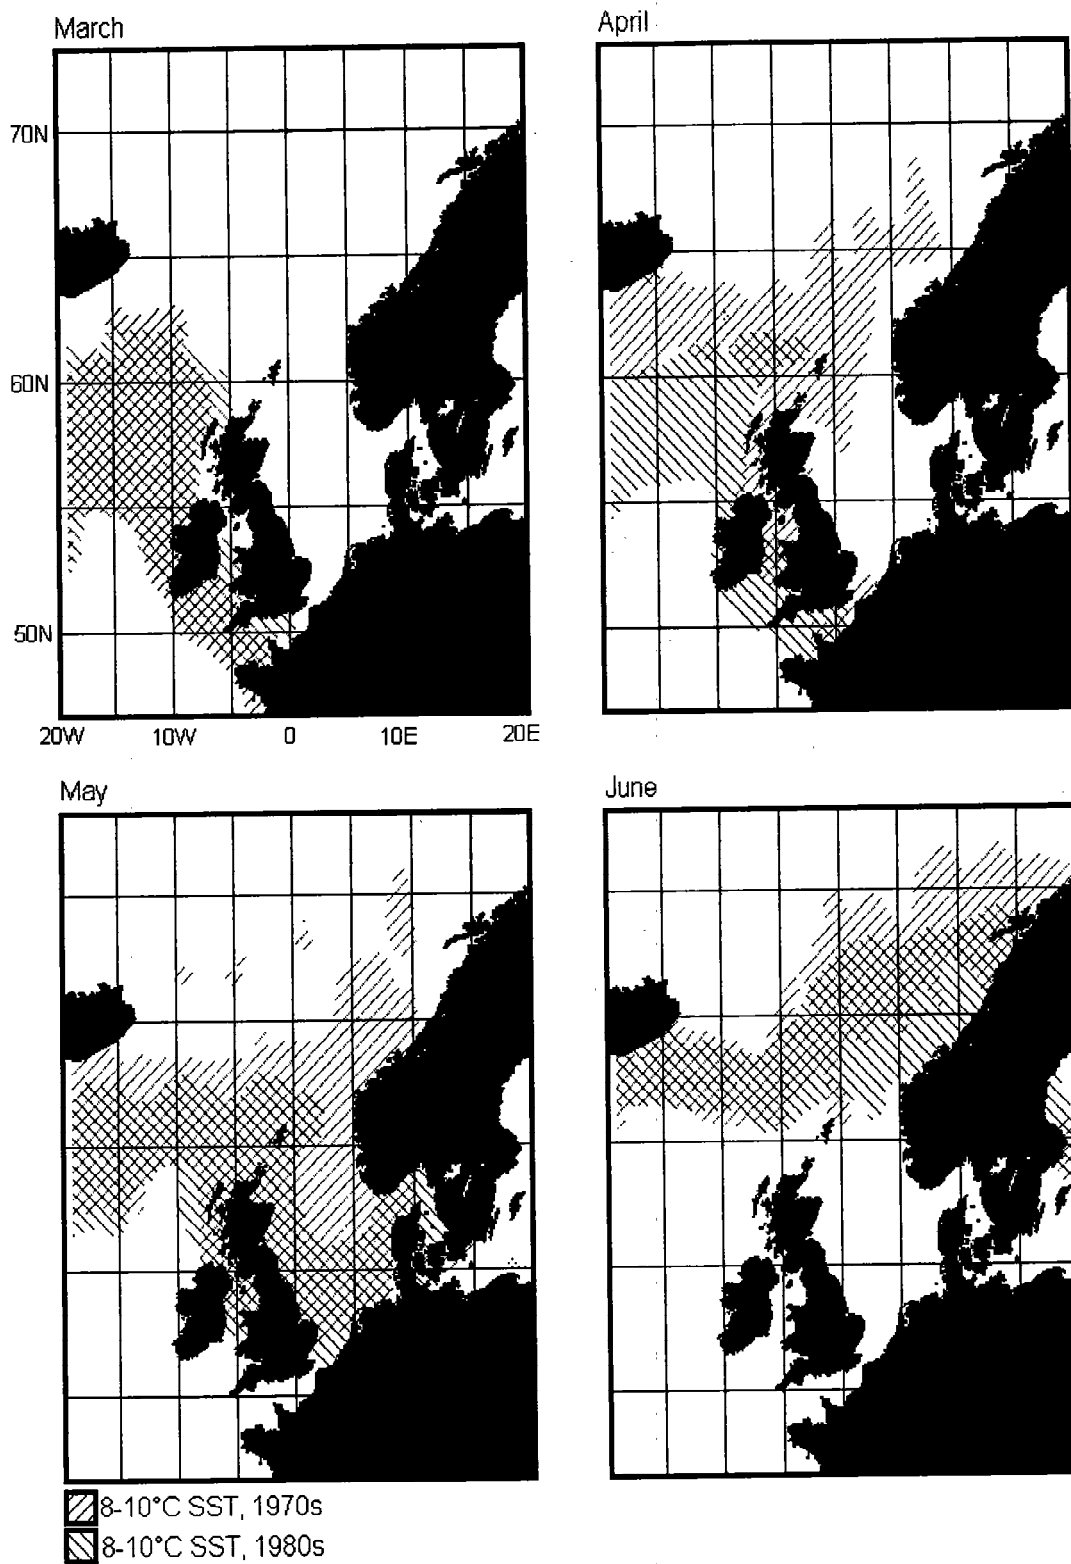 March
April
70N
60N
50N
20W 10W 0 10E 20E
May
June
8-10°C SST, 1970s
8-10°C SST, 1980s